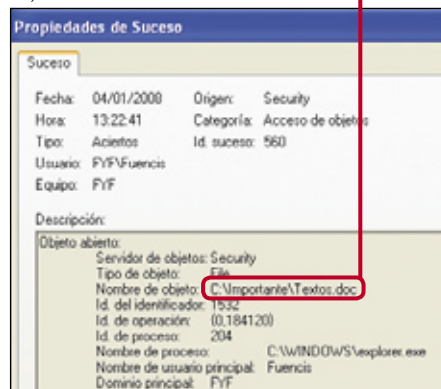 Propiedades de Suceso
Suceso
Fecha: 04/01/2008 Origen: Security
Hora: 13:22:41 Categoría: Acceso de objetos
Tipo: Aciertos Id. suceso: 560
Usuario: FYF\Fuencis
Equipo: FYF
Descripción:
Objeto abierto:
Servidor de objetos: Security
Tipo de objeto: File
Nombre de objeto: C:\Importante\Textos.doc
Id. del identificador: 1532
Id. de operación: {0,184120}
Id. de proceso: 204
Nombre de proceso: C:\WINDOWS\explorer.exe
Nombre de usuario principal: Fuencis
Dominio principal: FYF